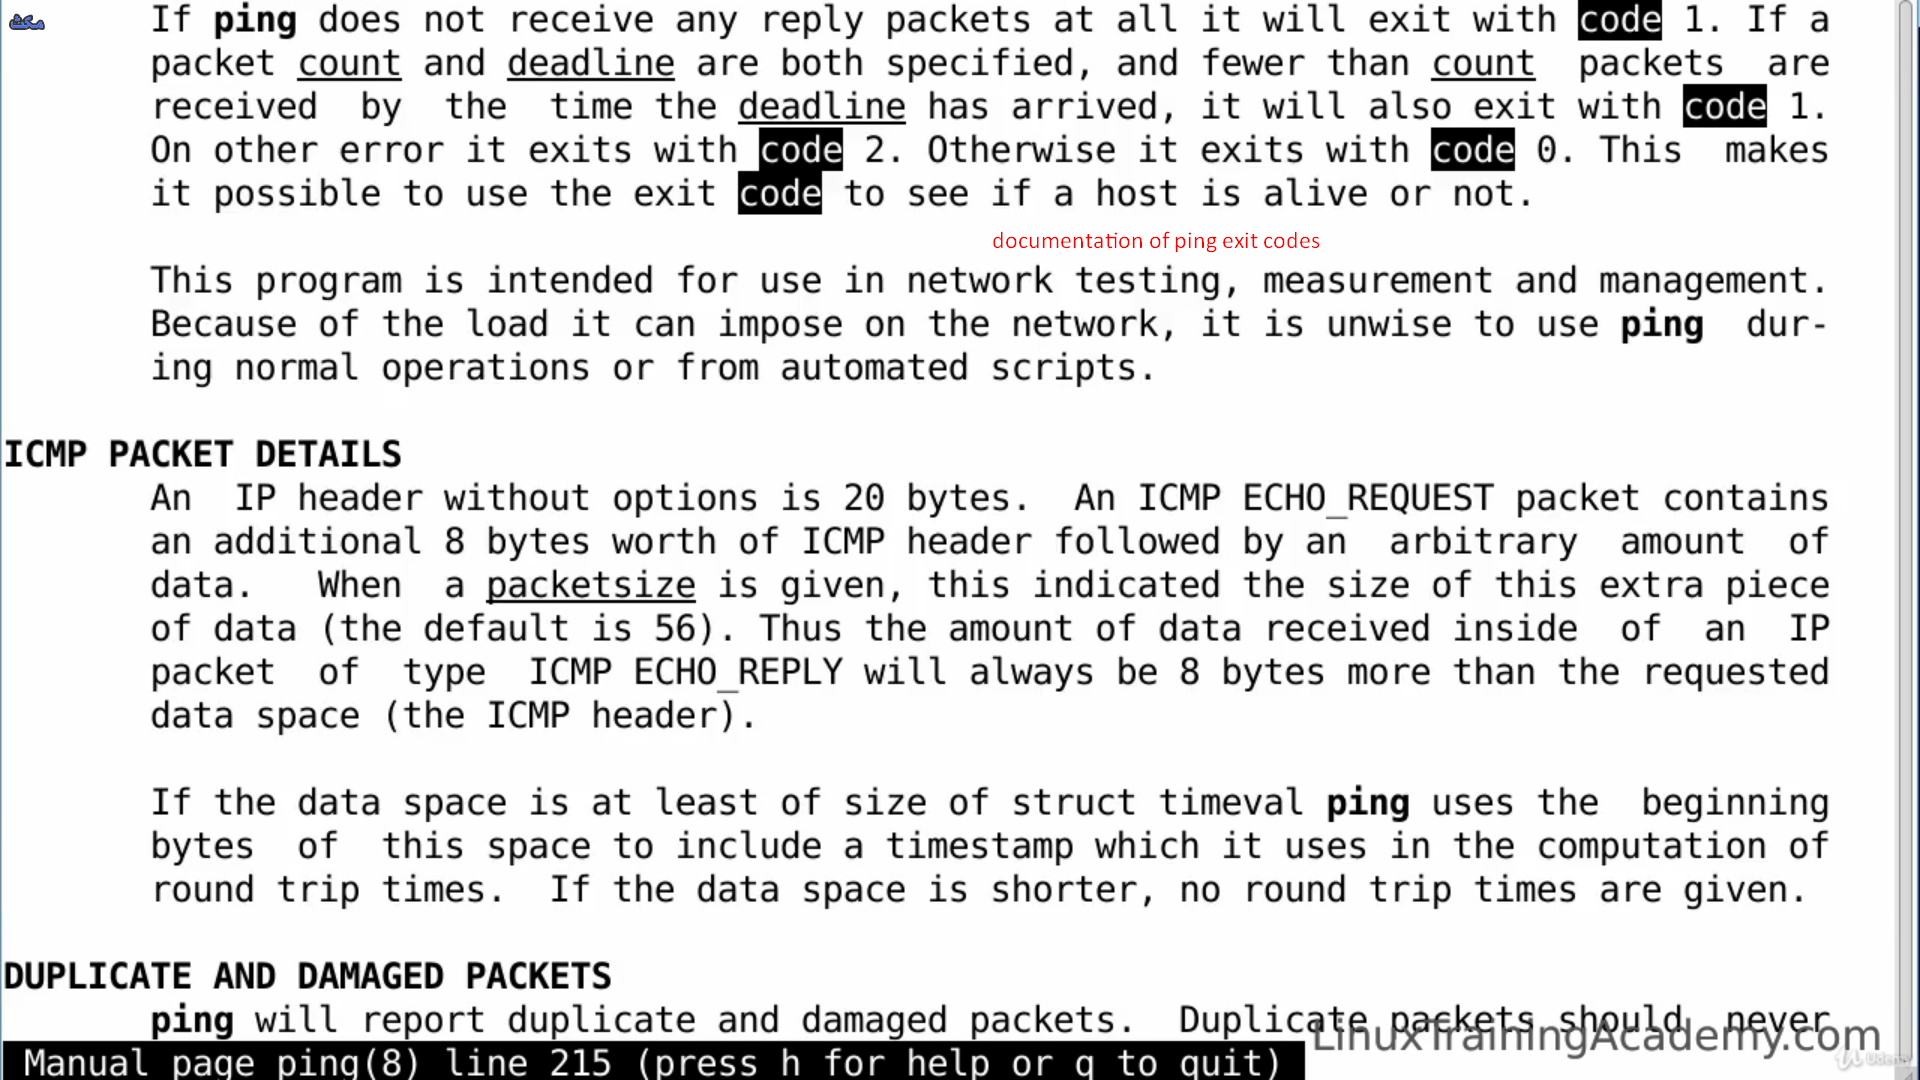 مكث
If ping does not receive any reply packets at all it will exit with code 1. If a
packet count and deadline are both specified, and fewer than count packets are
received by the time the deadline has arrived, it will also exit with code 1.
On other error it exits with code 2. Otherwise it exits with code 0. This makes
it possible to use the exit code to see if a host is alive or not.
documentation of ping exit codes
This program is intended for use in network testing, measurement and management.
Because of the load it can impose on the network, it is unwise to use ping dur-
ing normal operations or from automated scripts.
ICMP PACKET DETAILS
An IP header without options is 20 bytes. An ICMP ECHO_REQUEST packet contains
an additional 8 bytes worth of ICMP header followed by an arbitrary amount of
data. When a packetsize is given, this indicated the size of this extra piece
of data (the default is 56). Thus the amount of data received inside of an IP
packet of type ICMP ECHO_REPLY will always be 8 bytes more than the requested
data space (the ICMP header).
If the data space is at least of size of struct timeval ping uses the beginning
bytes of this space to include a timestamp which it uses in the computation of
round trip times. If the data space is shorter, no round trip times are given.
DUPLICATE AND DAMAGED PACKETS
ping will report duplicate and damaged packets. Duplicate packets should never
LinuxTrainingAcademy.com
Manual page ping(8) line 215 (press h for help or q to quit)
Udemy